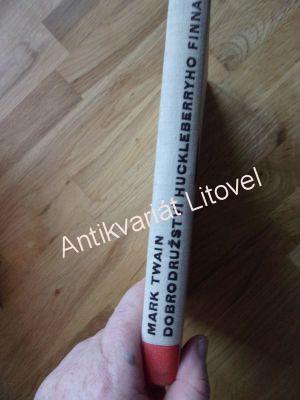 MARK TWAIN
DOBRODRUŽSTVÍ HUCKLEBERRYHO FINNA
Antikvariát Litovel